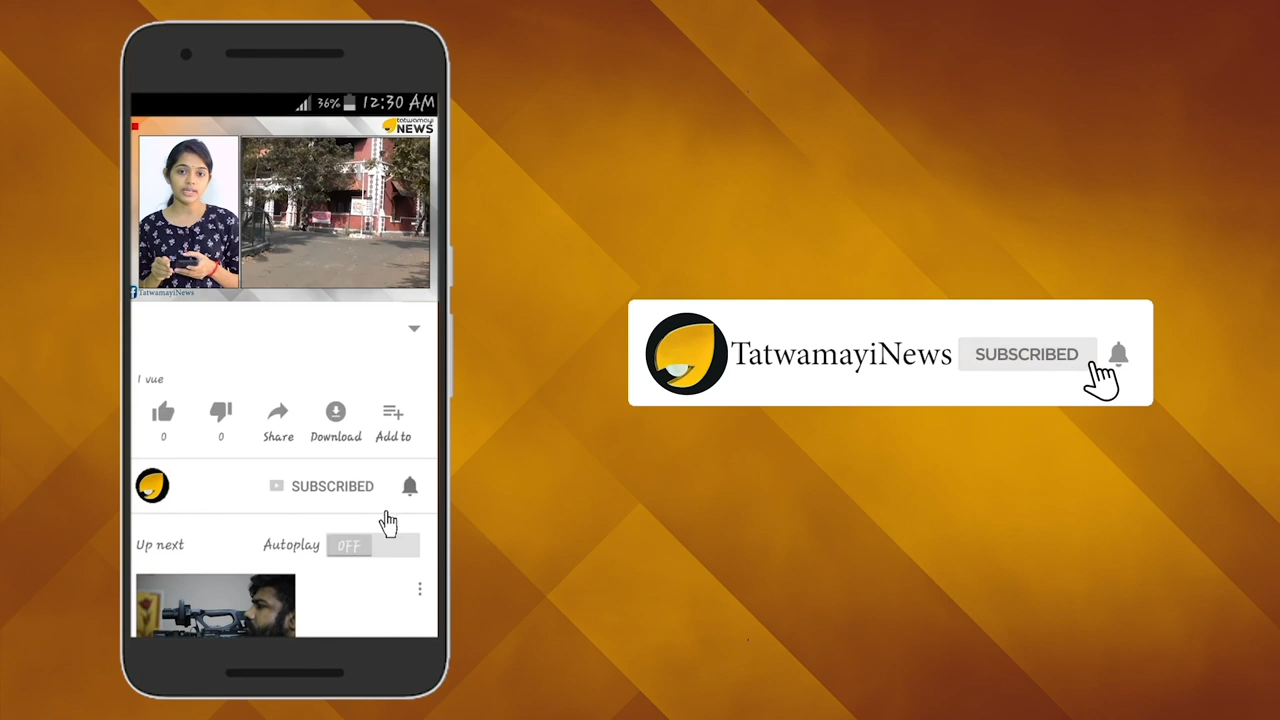 36% 12:30 AM
tatwamayi
NEWS
TatwamayiNews
1 vue
0 0 Share Download Add to
SUBSCRIBED
Up next Autoplay OFF
TatwamayiNews SUBSCRIBED